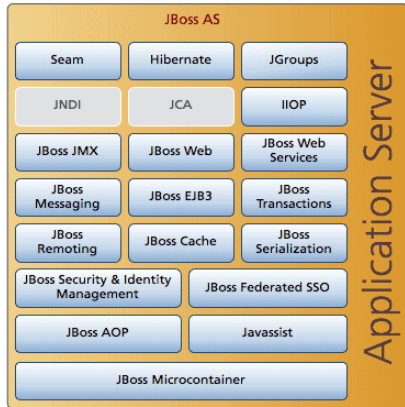 JBoss AS
Seam
Hibernate
JGroups
JNDI
JCA
IIOP
JBoss JMX
JBoss Web
JBoss Web
Services
JBoss
Messaging
JBoss EJB3
JBoss
Transactions
JBoss
Remoting
JBoss Cache
JBoss
Serialization
JBoss Security & Identity
Management
JBoss Federated SSO
JBoss AOP
Javassist
JBoss Microcontainer
Application Server